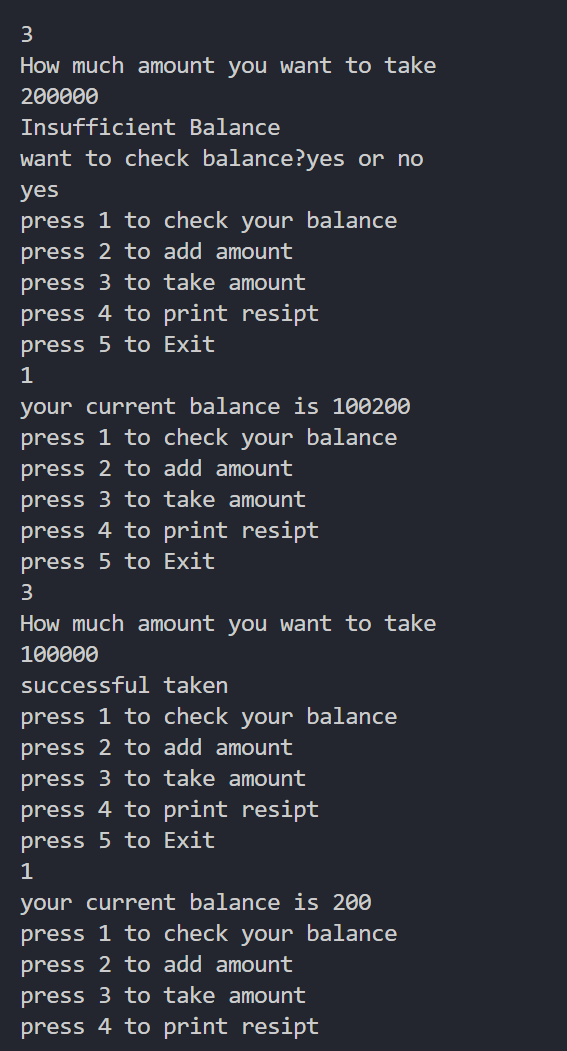 3
How much amount you want to take
200000
Insufficient Balance
want to check balance?yes or no
yes
press 1 to check your balance
press 2 to add amount
press 3 to take amount
press 4 to print resipt
press 5 to Exit
1
your current balance is 100200
press 1 to check your balance
press 2 to add amount
press 3 to take amount
press 4 to print resipt
press 5 to Exit
3
How much amount you want to take
100000
successful taken
press 1 to check your balance
press 2 to add amount
press 3 to take amount
press 4 to print resipt
press 5 to Exit
1
your current balance is 200
press 1 to check your balance
press 2 to add amount
press 3 to take amount
press 4 to print resipt